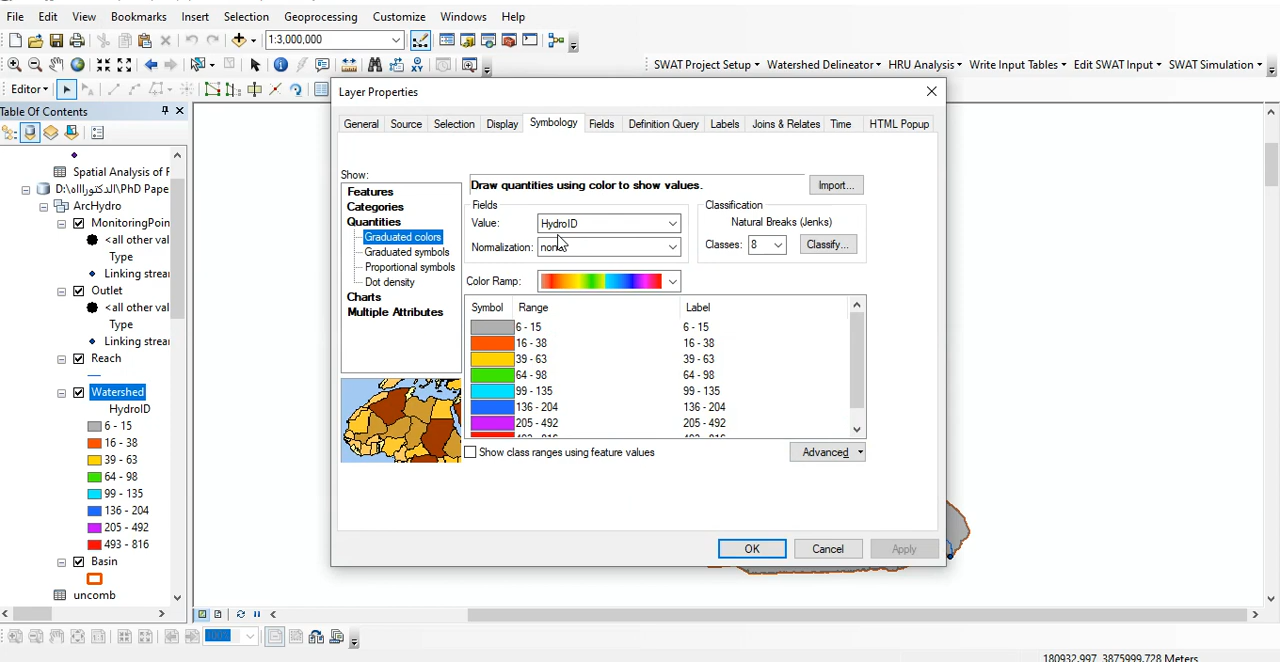 File Edit View Bookmarks Insert Selection Geoprocessing Customize Windows Help
1:3,000,000
SWAT Project Setup Watershed Delineator HRU Analysis Write Input Tables Edit SWAT Input SWAT Simulation
Editor
Table Of Contents
Spatial Analysis of F
D:\الدكتوراااه\PhD Pape
ArcHydro
MonitoringPoin
<all other val
Type
Linking strea
Outlet
<all other val
Type
Linking strea
Reach
Watershed
HydroID
6 - 15
16 - 38
39 - 63
64 - 98
99 - 135
136 - 204
205 - 492
493 - 816
Basin
uncomb
Layer Properties
General Source Selection Display Symbology Fields Definition Query Labels Joins & Relates Time HTML Popup
Show:
Features
Categories
Quantities
Graduated colors
Graduated symbols
Proportional symbols
Dot density
Charts
Multiple Attributes
Draw quantities using color to show values.
Import...
Fields
Value: HydroID
Normalization: none
Classification
Natural Breaks (Jenks)
Classes: 8 Classify...
Color Ramp:
Symbol Range Label
6 - 15 6 - 15
16 - 38 16 - 38
39 - 63 39 - 63
64 - 98 64 - 98
99 - 135 99 - 135
136 - 204 136 - 204
205 - 492 205 - 492
Show class ranges using feature values
Advanced
OK Cancel Apply
100%
180932.997 3875999.728 Meters